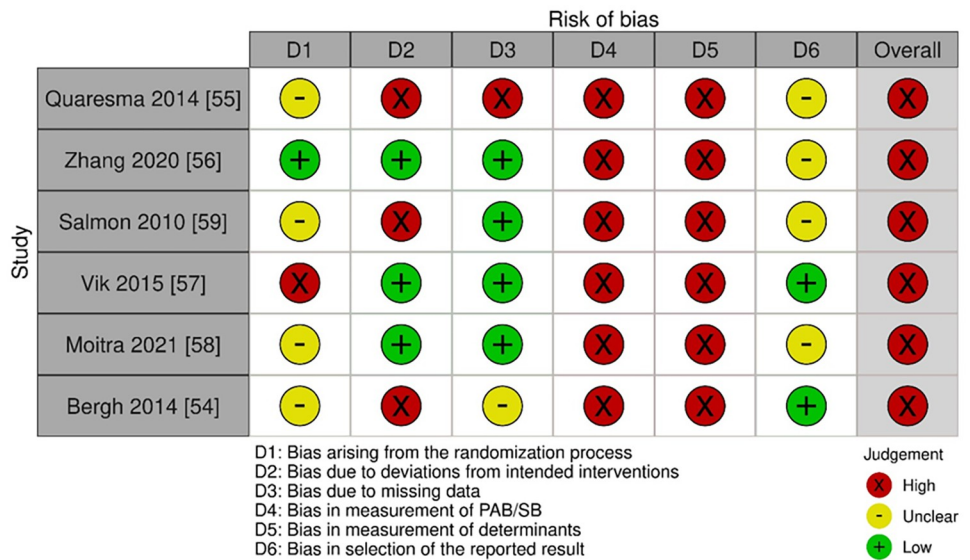 Risk of bias
D1 D2 D3 D4 D5 D6 Overall
Study
Quaresma 2014 [55] - X X X X - X
Zhang 2020 [56] + + + X X - X
Salmon 2010 [59] - X + X X - X
Vik 2015 [57] X + + X X + X
Moitra 2021 [58] - + + X X - X
Bergh 2014 [54] - X - X X + X
D1: Bias arising from the randomization process
D2: Bias due to deviations from intended interventions
D3: Bias due to missing data
D4: Bias in measurement of PAB/SB
D5: Bias in measurement of determinants
D6: Bias in selection of the reported result
Judgement
X High
- Unclear
+ Low